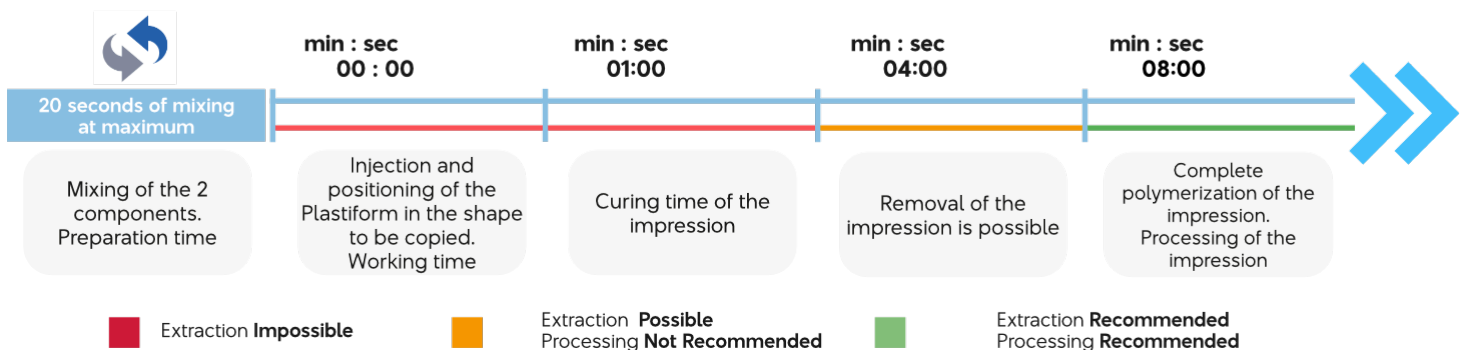 min : sec
00 : 00
min : sec
01:00
min : sec
04:00
min : sec
08:00
20 seconds of mixing
at maximum
Mixing of the 2
components.
Preparation time
Injection and
positioning of the
Plastiform in the shape
to be copied.
Working time
Curing time of the
impression
Removal of the
impression is possible
Complete
polymerization of the
impression.
Processing of the
impression
Extraction Impossible
Extraction Possible
Processing Not Recommended
Extraction Recommended
Processing Recommended